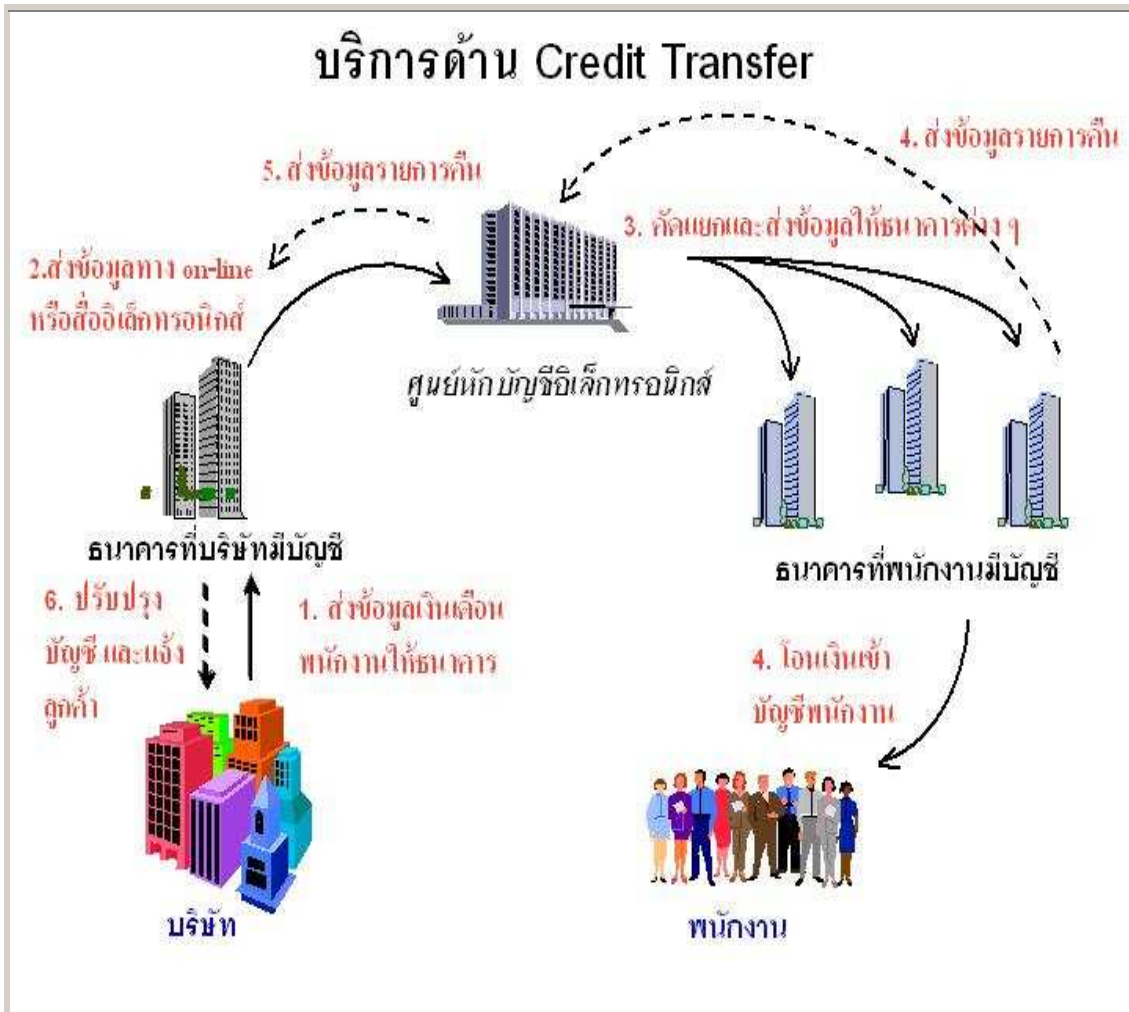 บริการด้าน Credit Transfer
4. ส่งข้อมูลรายการคืน
5. ส่งข้อมูลรายการคืน
3. คัดแยกและส่งข้อมูลให้ธนาคารต่าง ๆ
2.ส่งข้อมูลทาง on-line
หรือสื่ออิเล็กทรอนิกส์
ศูนย์หักบัญชีอิเล็กทรอนิกส์
ธนาคารที่บริษัทมีบัญชี
ธนาคารที่พนักงานมีบัญชี
6. ปรับปรุง
บัญชี และแจ้ง
ลูกค้า
1. ส่งข้อมูลเงินเดือน
พนักงานให้ธนาคาร
4. โอนเงินเข้า
บัญชีพนักงาน
บริษัท
พนักงาน